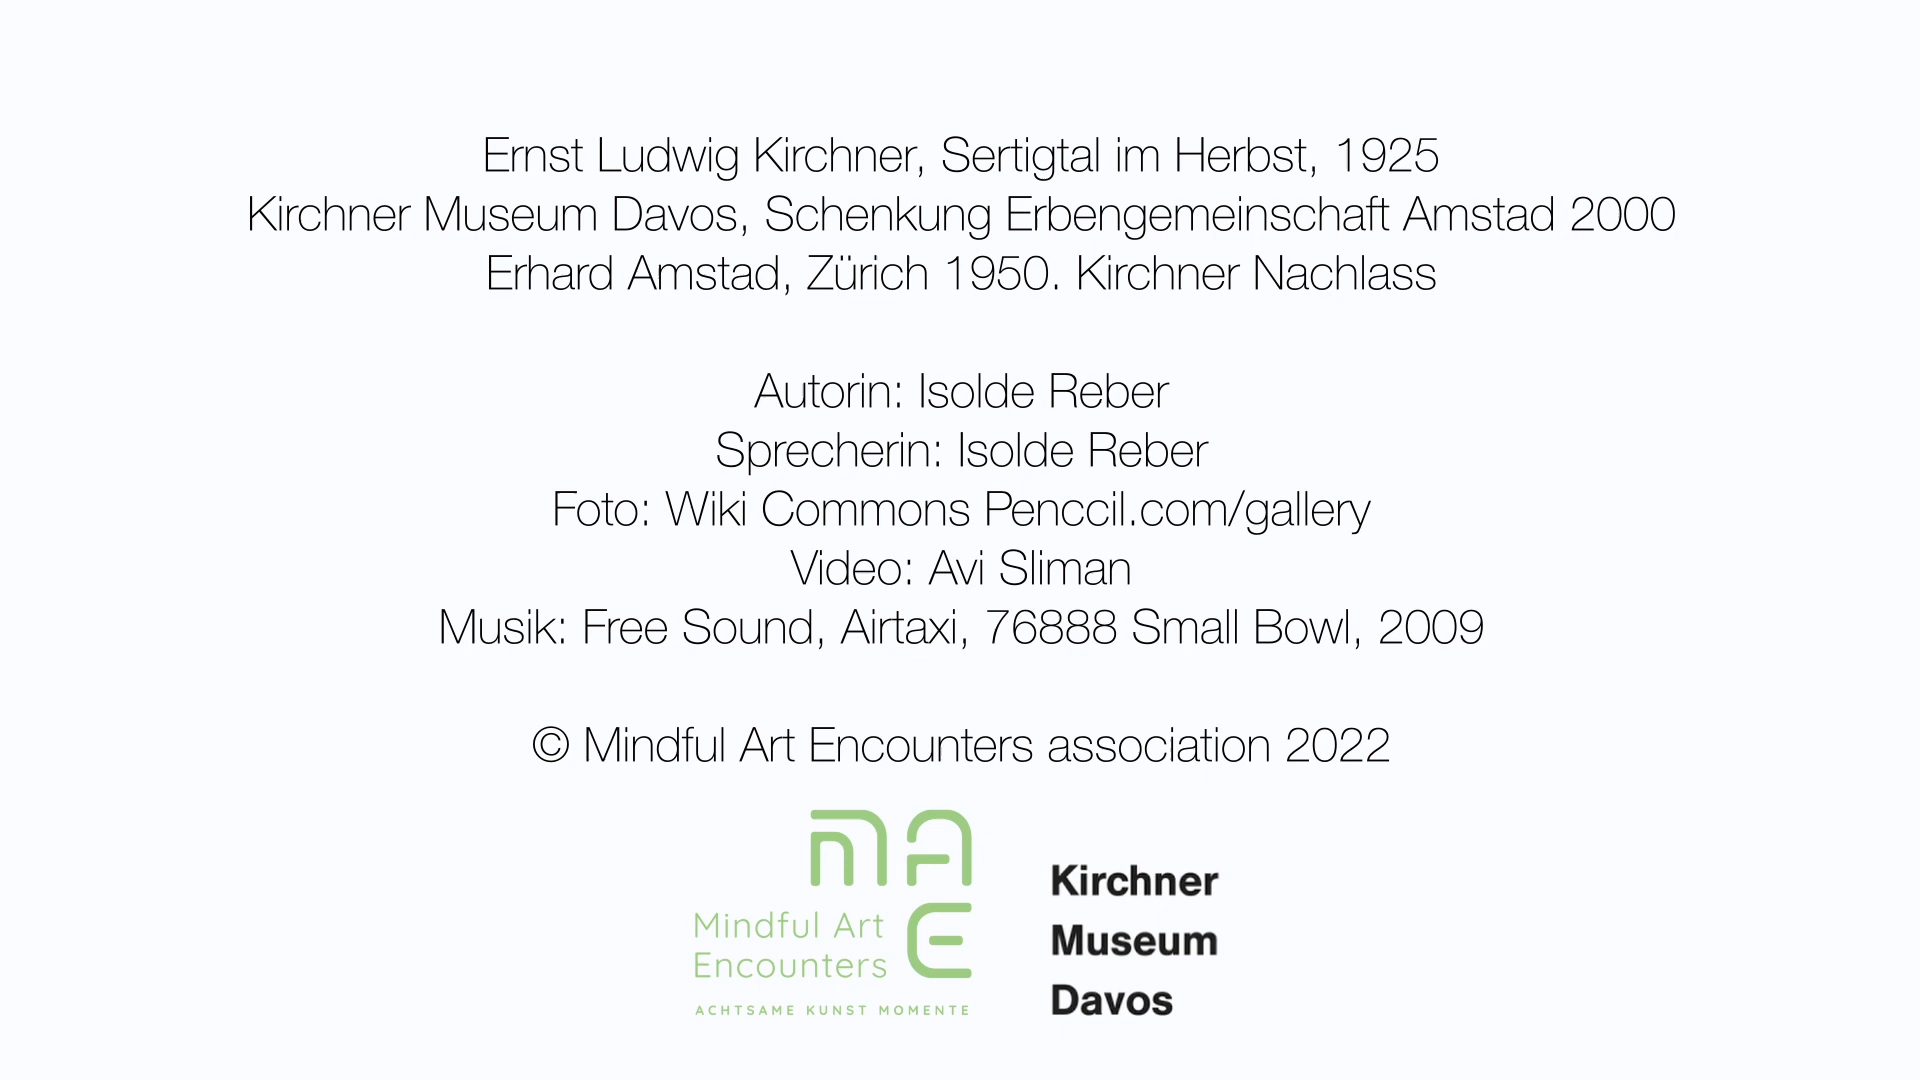 Ernst Ludwig Kirchner, Sertigtal im Herbst, 1925
Kirchner Museum Davos, Schenkung Erbengemeinschaft Amstad 2000
Erhard Amstad, Zürich 1950. Kirchner Nachlass
Autorin: Isolde Reber
Sprecherin: Isolde Reber
Foto: Wiki Commons Penccil.com/gallery
Video: Avi Sliman
Musik: Free Sound, Airtaxi, 76888 Small Bowl, 2009
© Mindful Art Encounters association 2022
MA
E
Mindful Art
Encounters
ACHTSAME KUNST MOMENTE
Kirchner
Museum
Davos